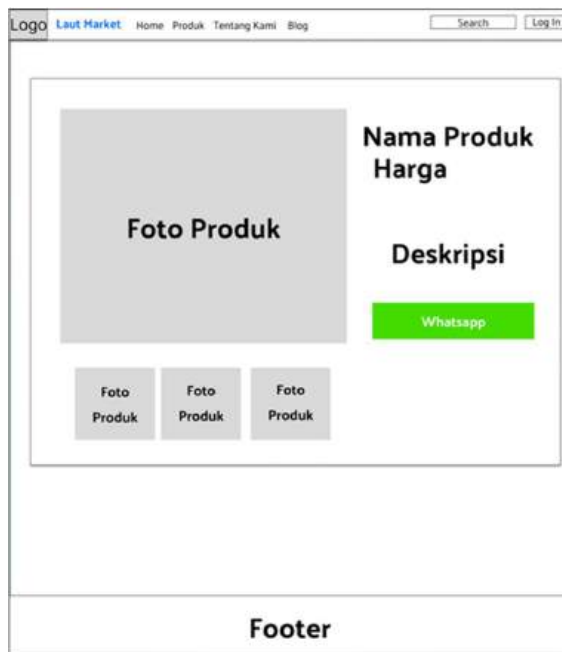 Logo Laut Market Home Produk Tentang Kami Blog Search Log In
Foto Produk
Nama Produk
Harga
Deskripsi
Whatsapp
Foto
Produk
Foto
Produk
Foto
Produk
Footer